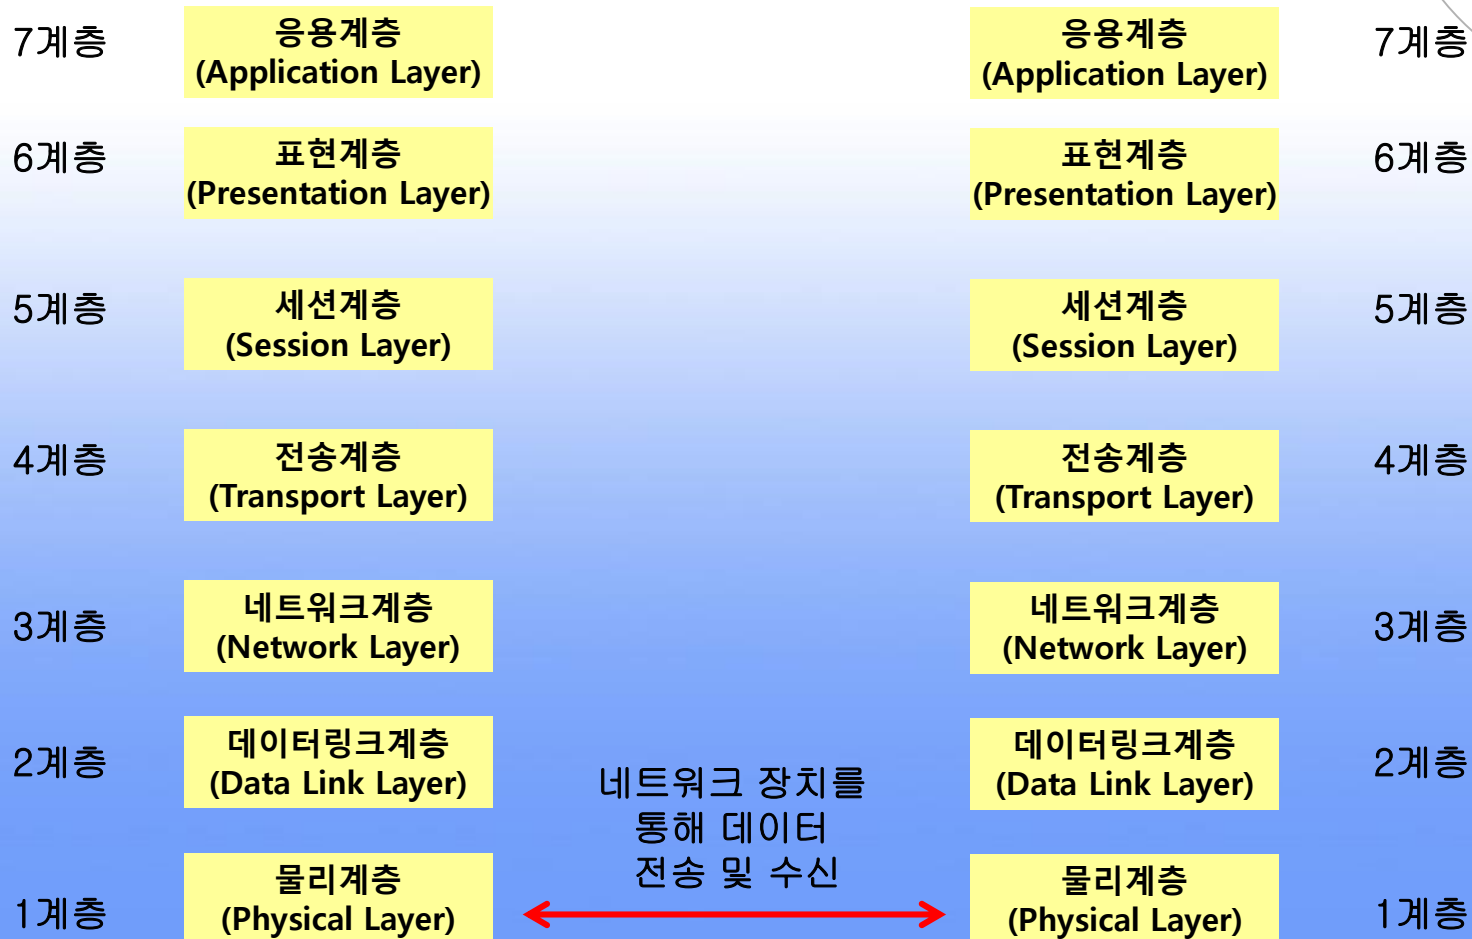 7계층
응용계층
(Application Layer)
응용계층
(Application Layer)
7계층
6계층
표현계층
(Presentation Layer)
표현계층
(Presentation Layer)
6계층
5계층
세션계층
(Session Layer)
세션계층
(Session Layer)
5계층
4계층
전송계층
(Transport Layer)
전송계층
(Transport Layer)
4계층
3계층
네트워크계층
(Network Layer)
네트워크계층
(Network Layer)
3계층
2계층
데이터링크계층
(Data Link Layer)
네트워크 장치를
통해 데이터
전송 및 수신
데이터링크계층
(Data Link Layer)
2계층
1계층
물리계층
(Physical Layer)
물리계층
(Physical Layer)
1계층